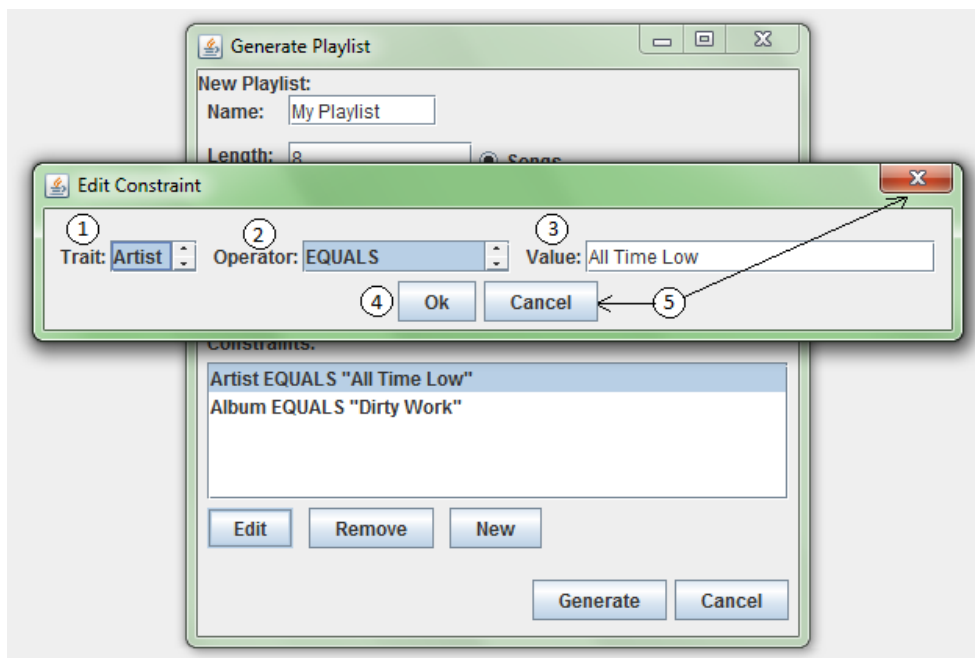 Generate Playlist
New Playlist:
Name: My Playlist
Length: 8 Songs
Edit Constraint
1 2 3
Trait: Artist Operator: EQUALS Value: All Time Low
4 Ok Cancel 5
Constraints:
Artist EQUALS "All Time Low"
Album EQUALS "Dirty Work"
Edit Remove New
Generate Cancel